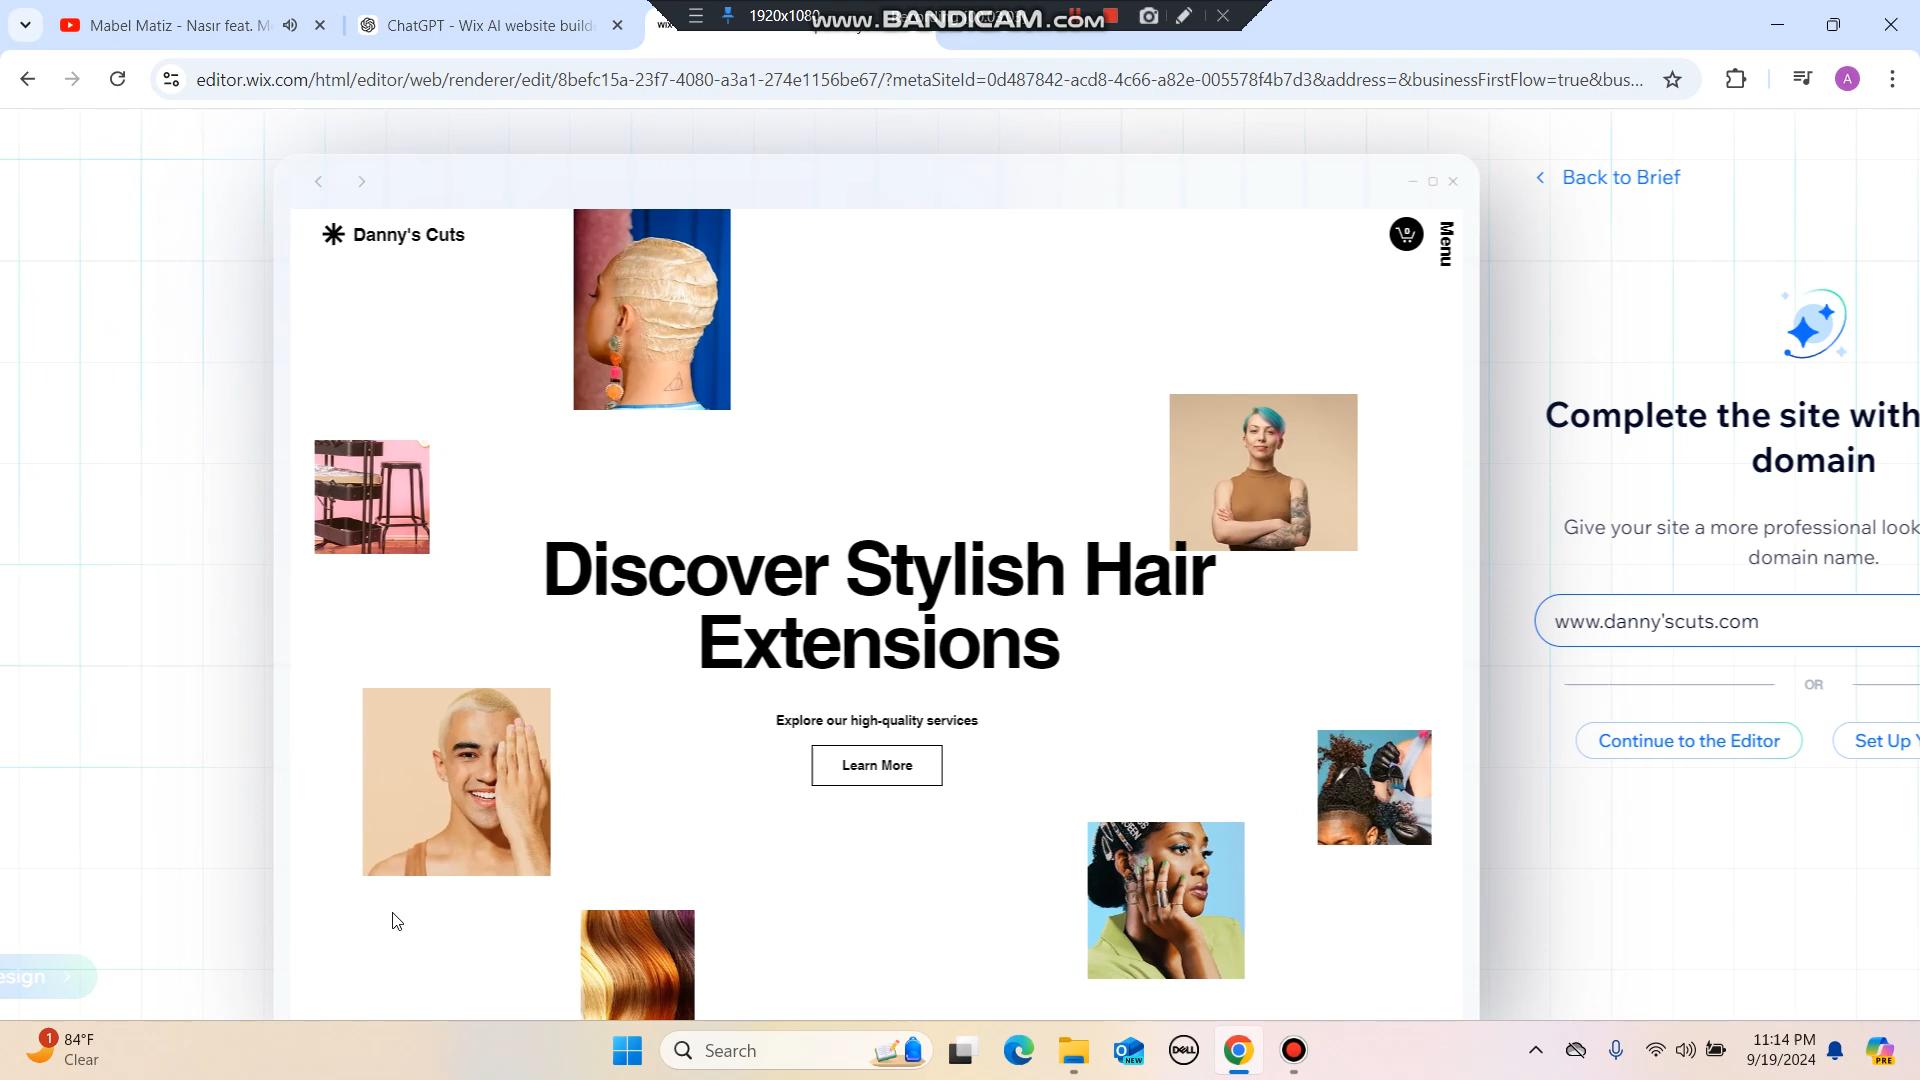 Mabel Matiz - Nasır feat. M
ChatGPT - Wix AI website build
1920x1080
www.BANDICAM.com
editor.wix.com/html/editor/web/renderer/edit/8befc15a-23f7-4080-a3a1-274e1156be67/?metaSiteId=0d487842-acd8-4c66-a82e-005578f4b7d3&address=&businessFirstFlow=true&bus...
A
Back to Brief
Danny's Cuts
0
Menu
Complete the site with
domain
Give your site a more professional look
domain name.
www.danny'scuts.com
OR
Continue to the Editor
Set Up Y
Discover Stylish Hair
Extensions
Explore our high-quality services
Learn More
esign
1
84°F
Clear
Search
NEW
DELL
11:14 PM
9/19/2024
PRE